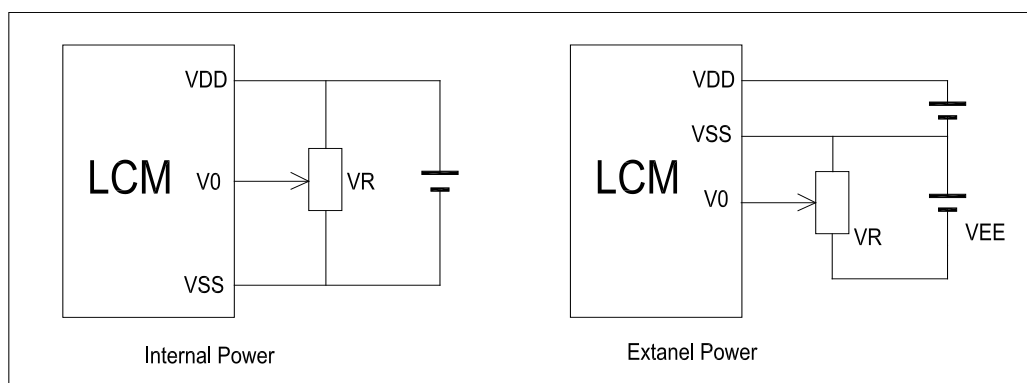 VDD
LCM
V0
VR
VSS
Internal Power
VDD
VSS
LCM
V0
VR
VEE
Extanel Power